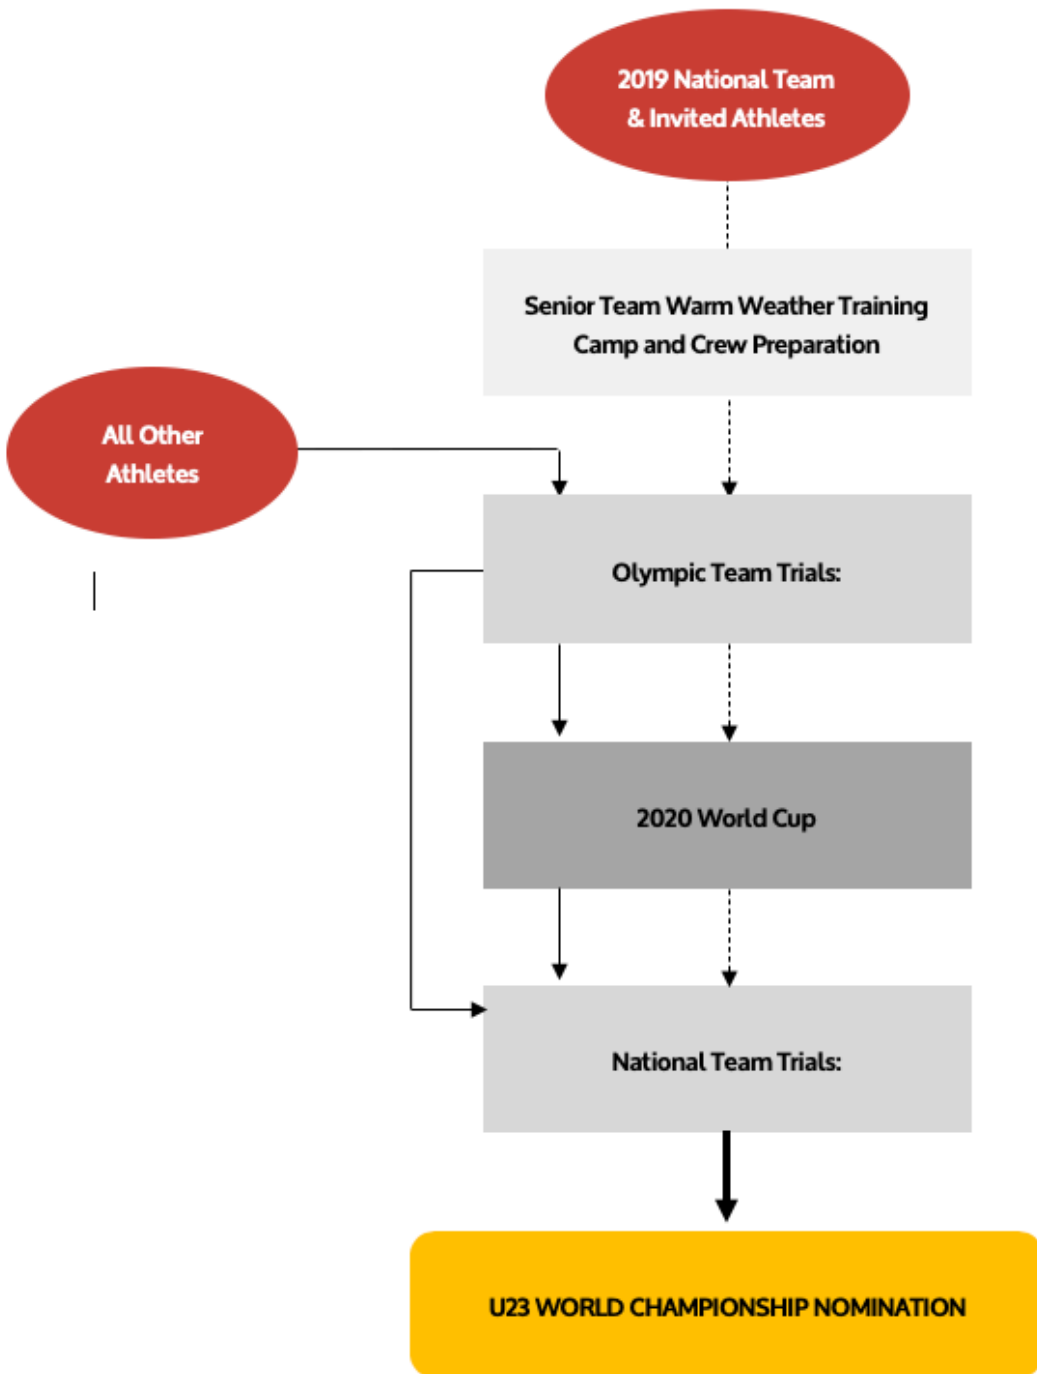 2019 National Team
& Invited Athletes
Senior Team Warm Weather Training
Camp and Crew Preparation
All Other
Athletes
Olympic Team Trials:
2020 World Cup
National Team Trials:
U23 WORLD CHAMPIONSHIP NOMINATION